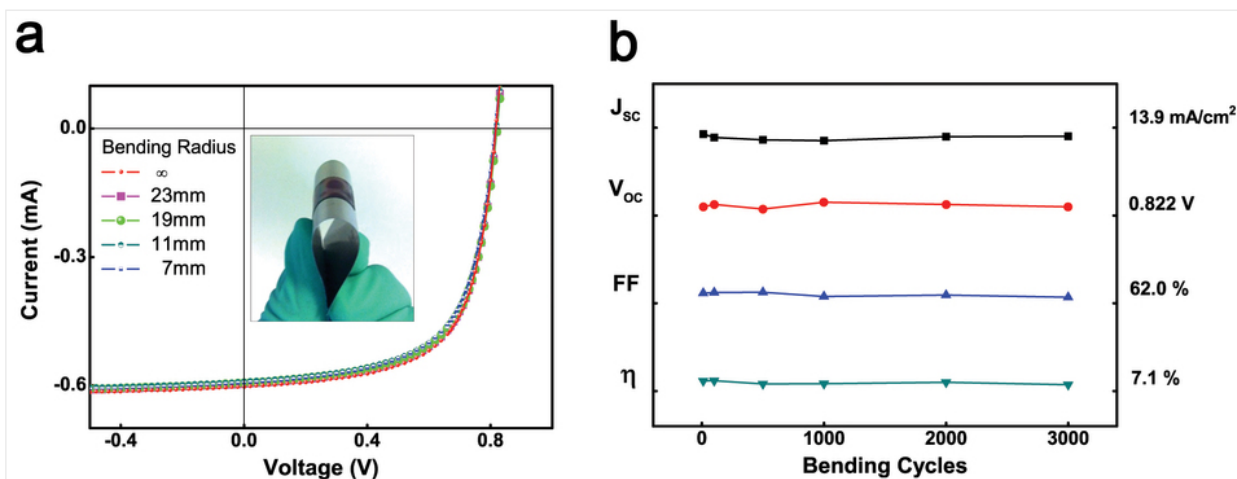 a
Current (mA)
0.0
-0.3
-0.6
Bending Radius
∞
23mm
19mm
11mm
7mm
-0.4
0.0
0.4
0.8
Voltage (V)
b
J_SC
V_OC
FF
η
13.9 mA/cm²
0.822 V
62.0 %
7.1 %
0
1000
2000
3000
Bending Cycles